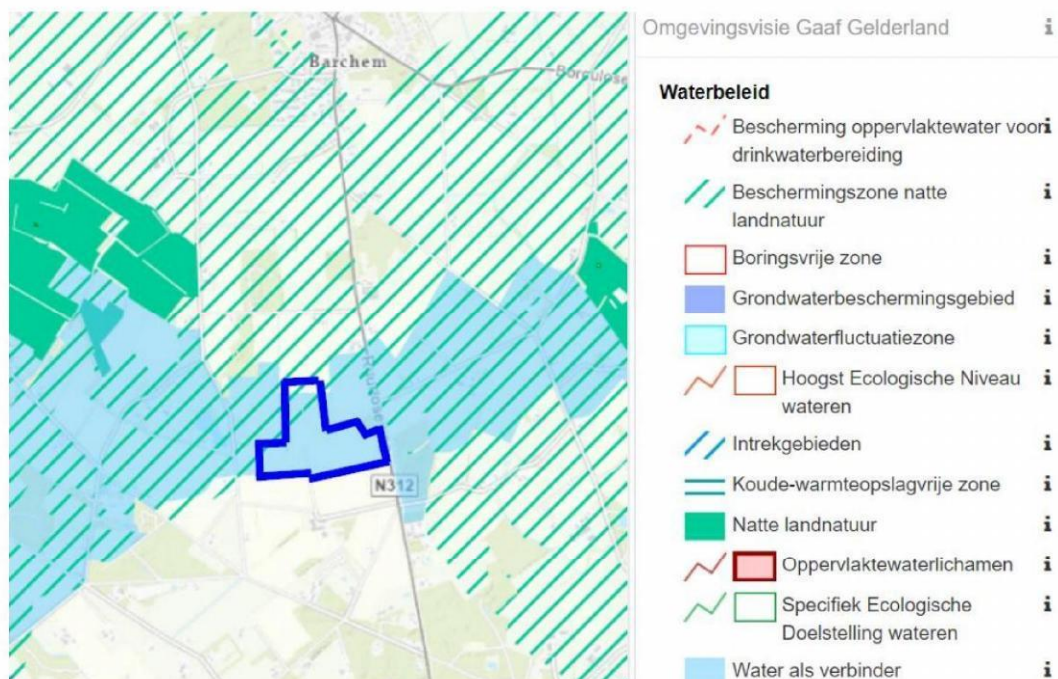 Omgevingsvisie Gaaf Gelderland
Waterbeleid
Bescherming oppervlaktewater voor
drinkwaterbereiding
Beschermingszone natte
landnatuur
Boringsvrije zone
Grondwaterbeschermingsgebied
Grondwaterfluctuatiezone
Hoogst Ecologische Niveau
wateren
Intrekgebieden
Koude-warmteopslagvrije zone
Natte landnatuur
Oppervlaktewaterlichamen
Specifiek Ecologische
Doelstelling wateren
Water als verbinder
Barchem
Borculose
N312